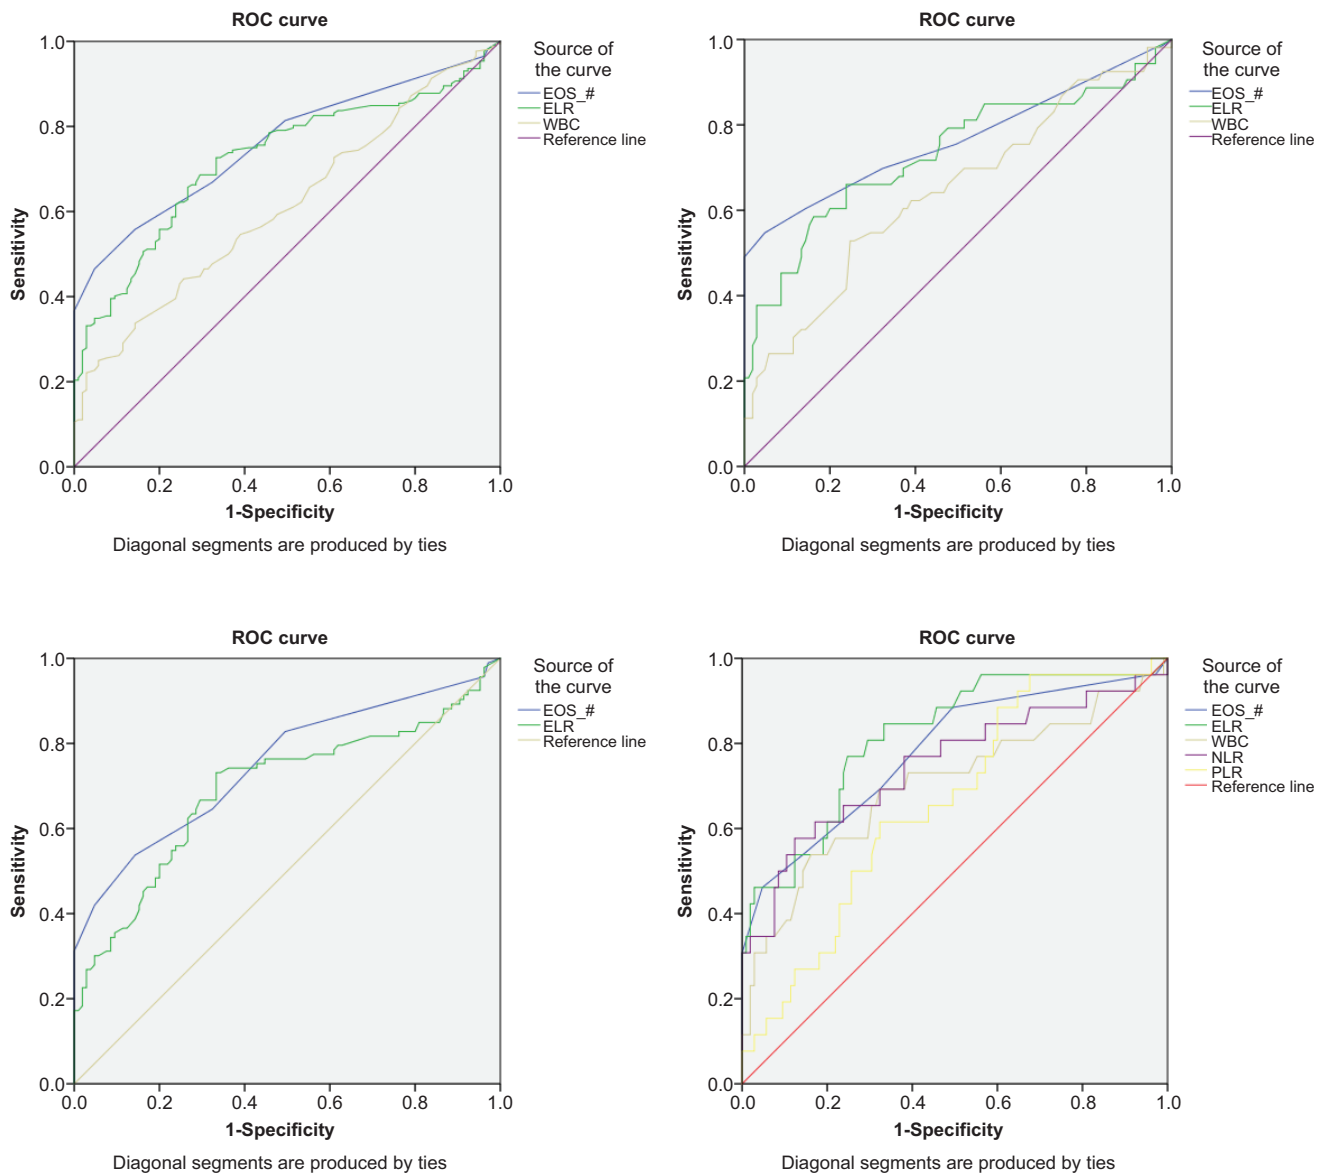 ROC curve
Source of
the curve
EOS_#
ELR
WBC
Reference line
1.0
0.8
0.6
0.4
0.2
0.0
Sensitivity
0.0 0.2 0.4 0.6 0.8 1.0
1-Specificity
Diagonal segments are produced by ties
ROC curve
Source of
the curve
EOS_#
ELR
WBC
Reference line
1.0
0.8
0.6
0.4
0.2
0.0
Sensitivity
0.0 0.2 0.4 0.6 0.8 1.0
1-Specificity
Diagonal segments are produced by ties
ROC curve
Source of
the curve
EOS_#
ELR
Reference line
1.0
0.8
0.6
0.4
0.2
0.0
Sensitivity
0.0 0.2 0.4 0.6 0.8 1.0
1-Specificity
Diagonal segments are produced by ties
ROC curve
Source of
the curve
EOS_#
ELR
WBC
NLR
PLR
Reference line
1.0
0.8
0.6
0.4
0.2
0.0
Sensitivity
0.0 0.2 0.4 0.6 0.8 1.0
1-Specificity
Diagonal segments are produced by ties